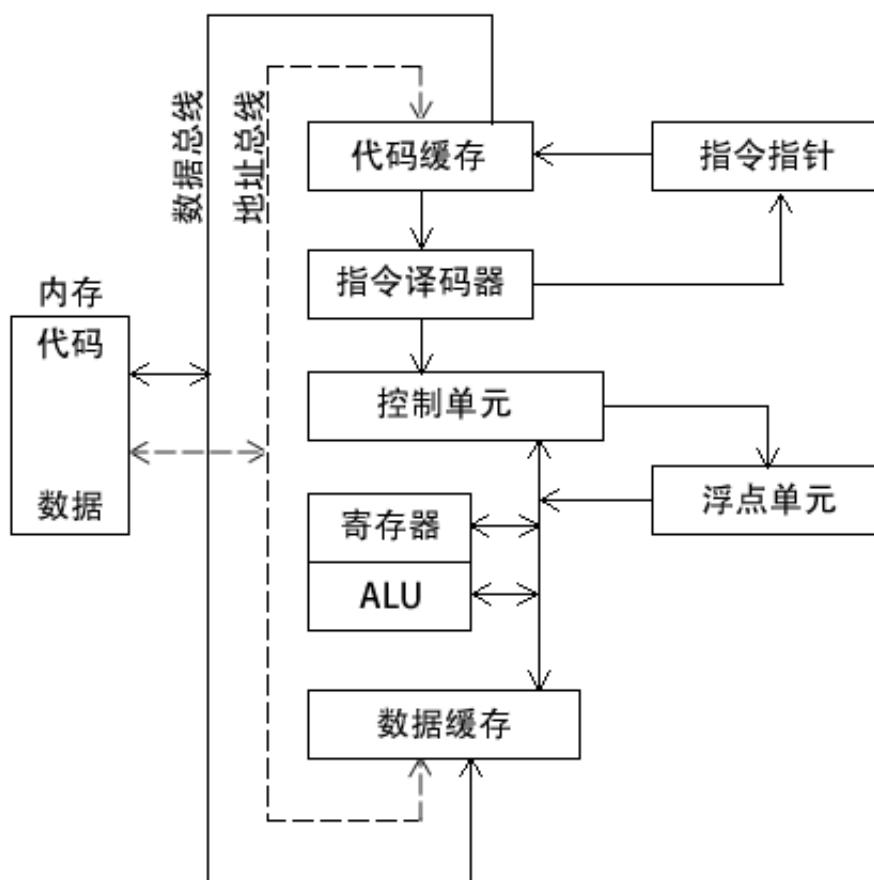 数据总线
地址总线
代码缓存
指令指针
指令译码器
内存
代码
数据
控制单元
浮点单元
寄存器
ALU
数据缓存